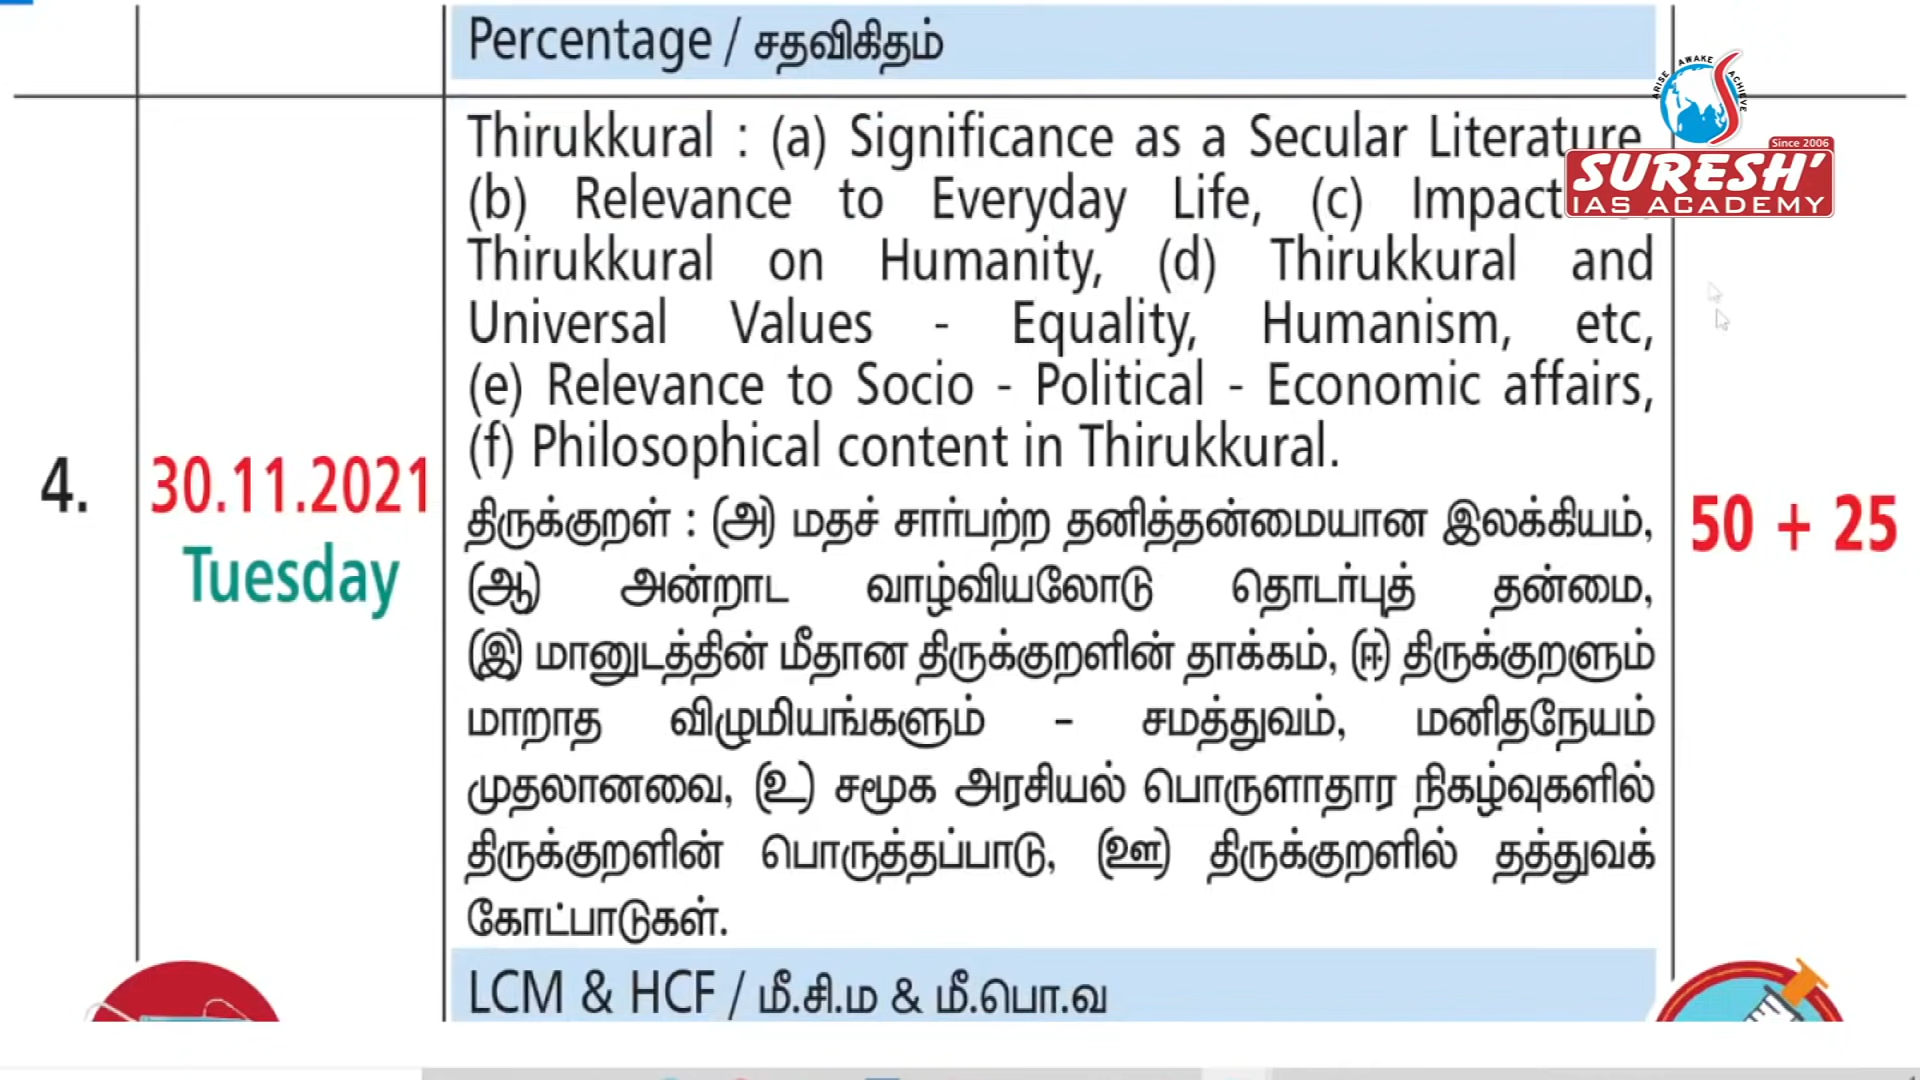 Percentage / சதவிகிதம்
ARISE AWAKE ACHIEVE
Since 2006
SURESH'
IAS ACADEMY
4.
30.11.2021
Tuesday
Thirukkural : (a) Significance as a Secular Literature
(b) Relevance to Everyday Life, (c) Impact
Thirukkural on Humanity, (d) Thirukkural and
Universal Values - Equality, Humanism, etc,
(e) Relevance to Socio - Political - Economic affairs,
(f) Philosophical content in Thirukkural.
திருக்குறள் : (அ) மதச் சார்பற்ற தனித்தன்மையான இலக்கியம்,
(ஆ) அன்றாட வாழ்வியலோடு தொடர்புத் தன்மை,
(இ) மானுடத்தின் மீதான திருக்குறளின் தாக்கம், (ஈ) திருக்குறளும்
மாறாத விழுமியங்களும் – சமத்துவம், மனிதநேயம்
முதலானவை, (உ) சமூக அரசியல் பொருளாதார நிகழ்வுகளில்
திருக்குறளின் பொருத்தப்பாடு, (ஊ) திருக்குறளில் தத்துவக்
கோட்பாடுகள்.
50 + 25
LCM & HCF / மீ.சி.ம & மீ.பொ.வ